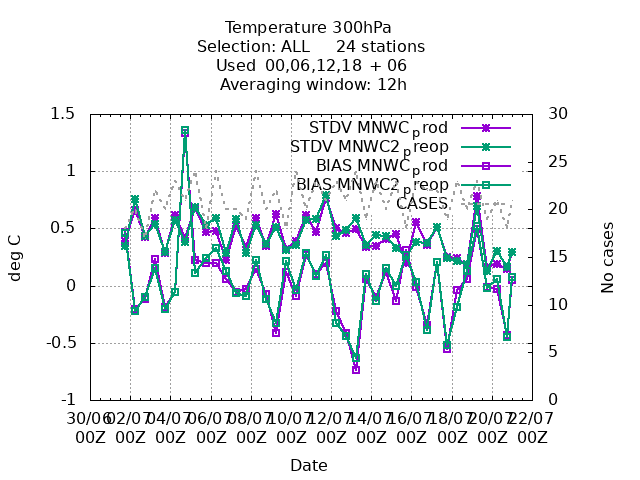 Temperature 300hPa
Selection: ALL 24 stations
Used 00,06,12,18 + 06
Averaging window: 12h
STDV MNWC_prod
STDV MNWC2_preop
BIAS MNWC_prod
BIAS MNWC2_preop
CASES
deg C
1.5
1
0.5
0
-0.5
-1
No cases
30
25
20
15
10
5
0
30/06 02/07 04/07 06/07 08/07 10/07 12/07 14/07 16/07 18/07 20/07 22/07
00Z 00Z 00Z 00Z 00Z 00Z 00Z 00Z 00Z 00Z 00Z 00Z
Date